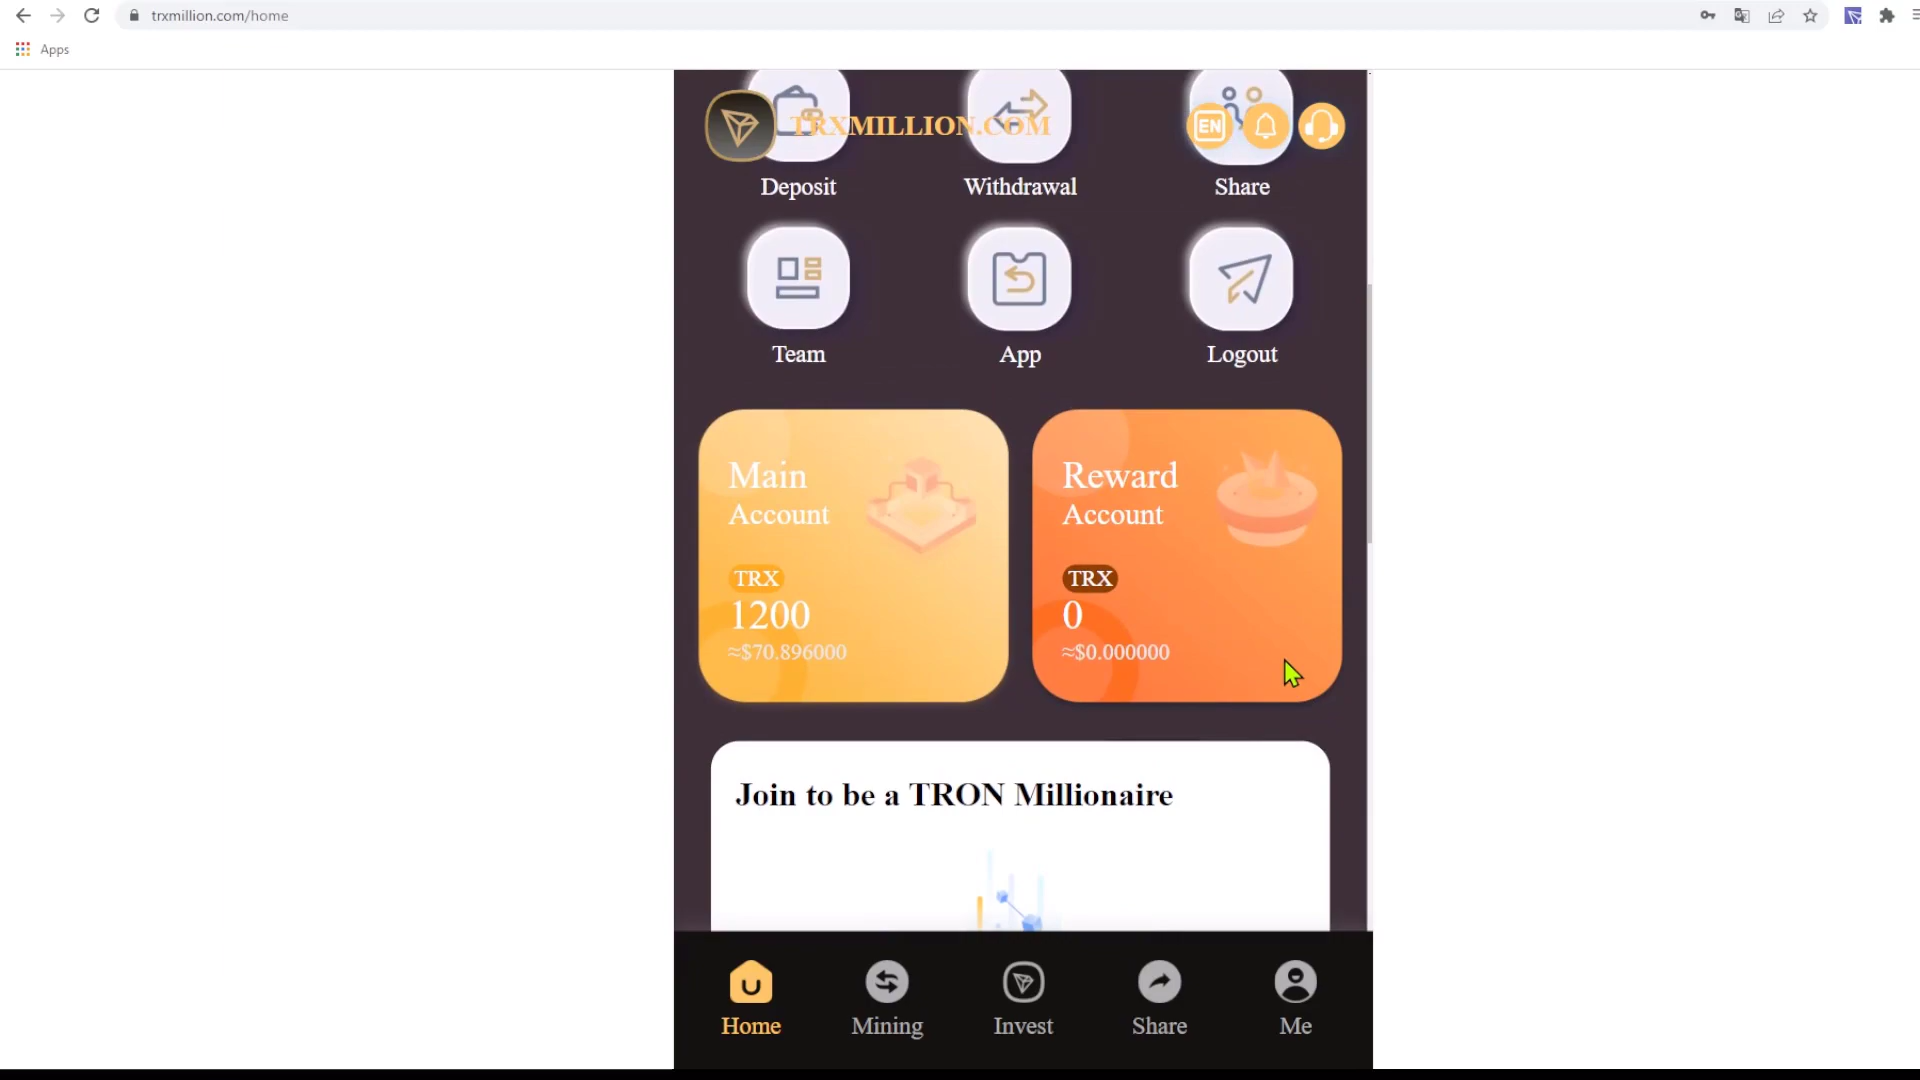 trxmillion.com/home
Apps
TRXMILLION.COM
EN
Deposit
Withdrawal
Share
Team
App
Logout
Main
Account
TRX
1200
≈$70.896000
Reward
Account
TRX
0
≈$0.000000
Join to be a TRON Millionaire
Home
Mining
Invest
Share
Me